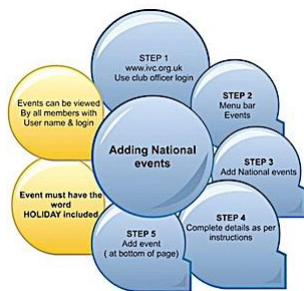 STEP 1
www.ivc.org.uk
Use club officer login
STEP 2
Menu bar
Events
STEP 3
Add National events
STEP 4
Complete details as per
instructions
STEP 5
Add event
( at bottom of page)
Event must have the
word
HOLIDAY included
Events can be viewed
By all members with
User name & login
Adding National
events